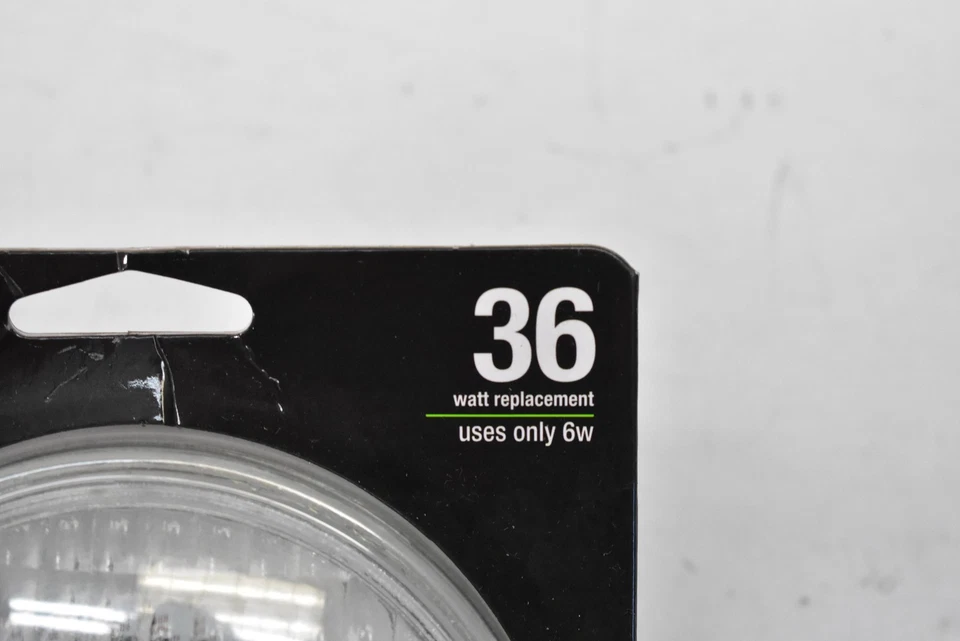 36
watt replacement
uses only 6w